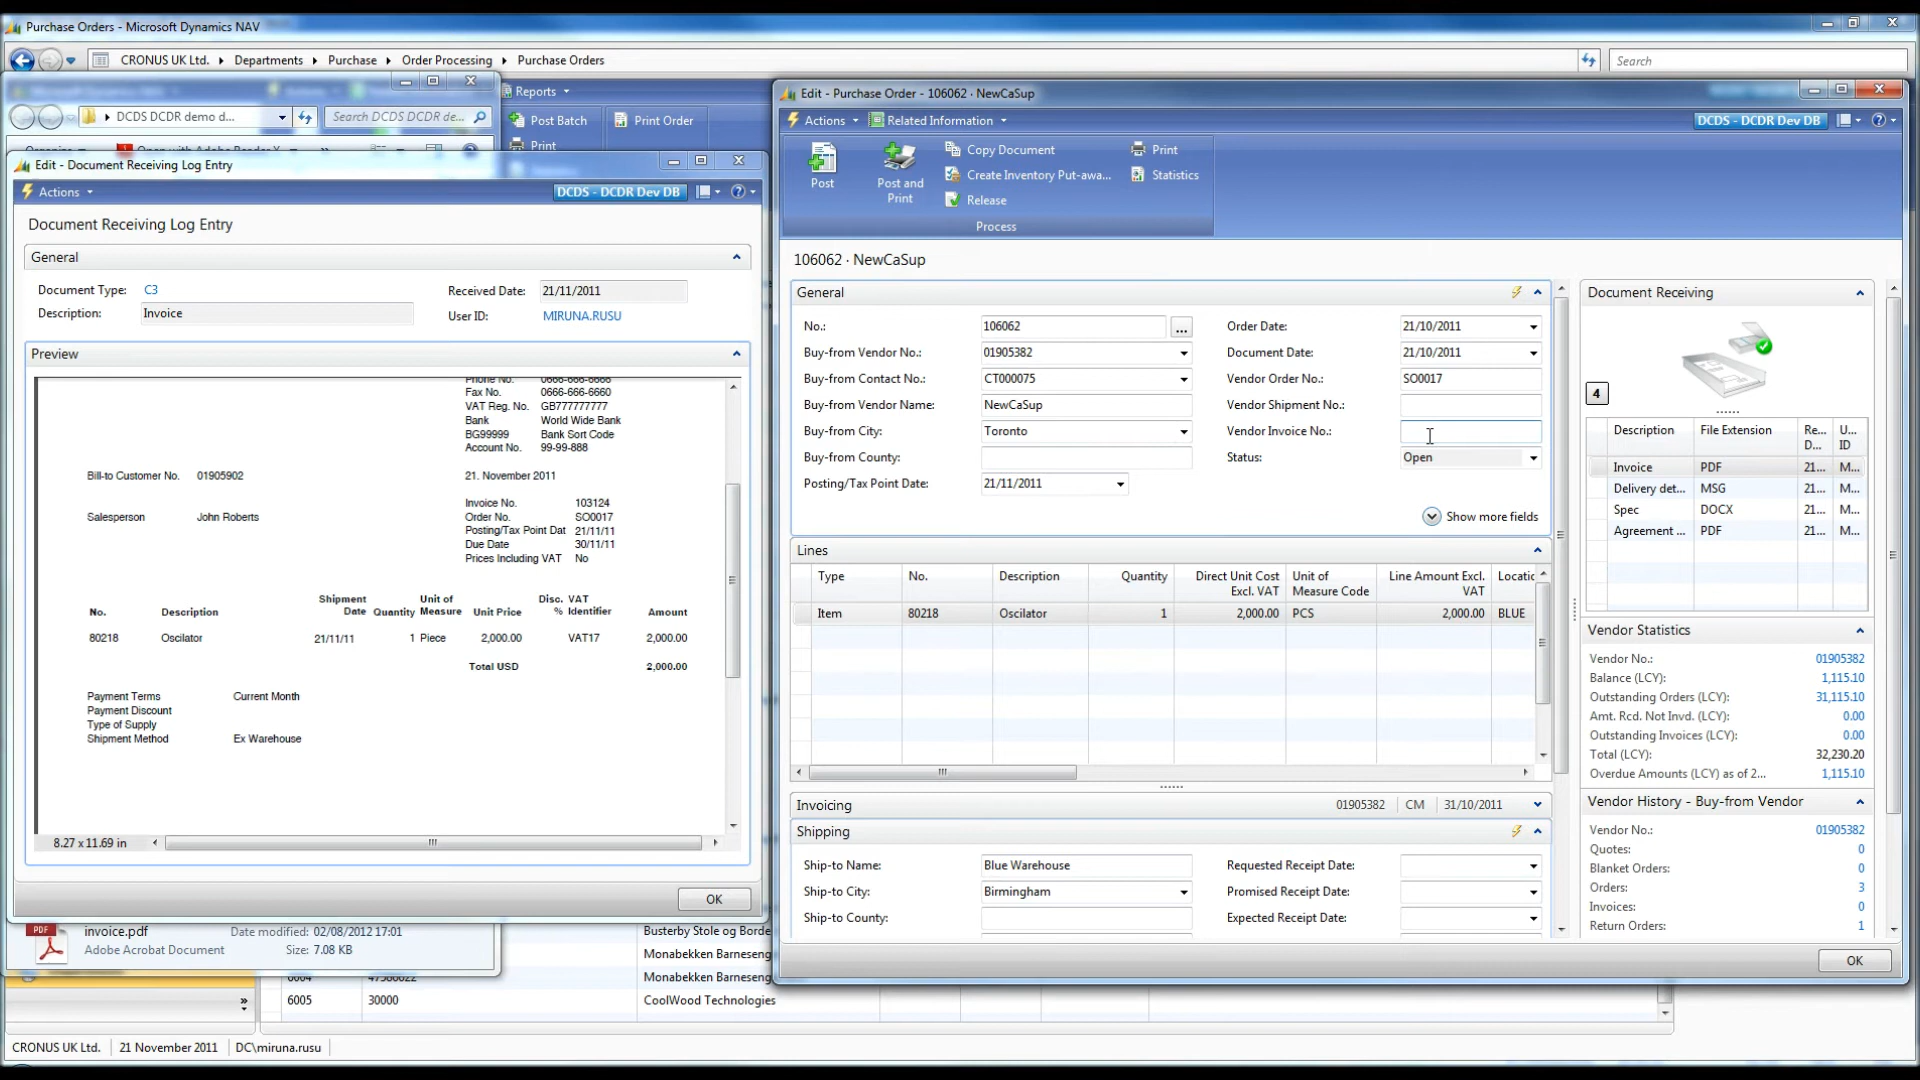 Purchase Orders - Microsoft Dynamics NAV
CRONUS UK Ltd. Departments Purchase Order Processing Purchase Orders
Search
DCDS DCDR demo d...
Search DCDS DCDR de...
Reports
Post Batch
Print Order
Print
Edit - Document Receiving Log Entry
Actions
DCDS - DCDR Dev DB
Document Receiving Log Entry
General
Document Type: C3
Received Date: 21/11/2011
Description: Invoice
User ID: MIRUNA.RUSU
Preview
Phone No. 0666-666-6666
Fax No. 0666-666-6660
VAT Reg. No. GB777777777
Bank World Wide Bank
BG99999 Bank Sort Code
Account No. 99-99-888
Bill-to Customer No. 01905902
21. November 2011
Invoice No. 103124
Salesperson John Roberts
Order No. SO0017
Posting/Tax Point Dat 21/11/11
Due Date 30/11/11
Prices Including VAT No
No. Description Shipment Date Quantity Unit of Measure Unit Price Disc. % VAT Identifier Amount
80218 Oscilator 21/11/11 1 Piece 2,000.00 VAT17 2,000.00
Total USD 2,000.00
Payment Terms Current Month
Payment Discount
Type of Supply
Shipment Method Ex Warehouse
8.27 x 11.69 in
OK
PDF
invoice.pdf
Date modified: 02/08/2012 17:01
Adobe Acrobat Document
Size: 7.08 KB
Busterby Stole og Borde
Monabekken Barneseng
Monabekken Barneseng
6005 30000 CoolWood Technologies
CRONUS UK Ltd. 21 November 2011 DC\miruna.rusu
Edit - Purchase Order - 106062 · NewCaSup
Actions
Related Information
DCDS - DCDR Dev DB
Post
Post and Print
Copy Document
Create Inventory Put-awa...
Release
Print
Statistics
Process
106062 · NewCaSup
General
No.: 106062 ...
Order Date: 21/10/2011
Buy-from Vendor No.: 01905382
Document Date: 21/10/2011
Buy-from Contact No.: CT000075
Vendor Order No.: SO0017
Buy-from Vendor Name: NewCaSup
Vendor Shipment No.:
Buy-from City: Toronto
Vendor Invoice No.:
Buy-from County:
Status: Open
Posting/Tax Point Date: 21/11/2011
Show more fields
Lines
Type No. Description Quantity Direct Unit Cost Excl. VAT Unit of Measure Code Line Amount Excl. VAT Locatic
Item 80218 Oscilator 1 2,000.00 PCS 2,000.00 BLUE
Invoicing 01905382 CM 31/10/2011
Shipping
Ship-to Name: Blue Warehouse
Requested Receipt Date:
Ship-to City: Birmingham
Promised Receipt Date:
Ship-to County:
Expected Receipt Date:
OK
Document Receiving
4
Description File Extension Re... D... U... ID
Invoice PDF 21... M...
Delivery det... MSG 21... M...
Spec DOCX 21... M...
Agreement ... PDF 21... M...
Vendor Statistics
Vendor No.: 01905382
Balance (LCY): 1,115.10
Outstanding Orders (LCY): 31,115.10
Amt. Rcd. Not Invd. (LCY): 0.00
Outstanding Invoices (LCY): 0.00
Total (LCY): 32,230.20
Overdue Amounts (LCY) as of 2... 1,115.10
Vendor History - Buy-from Vendor
Vendor No.: 01905382
Quotes: 0
Blanket Orders: 0
Orders: 3
Invoices: 0
Return Orders: 1